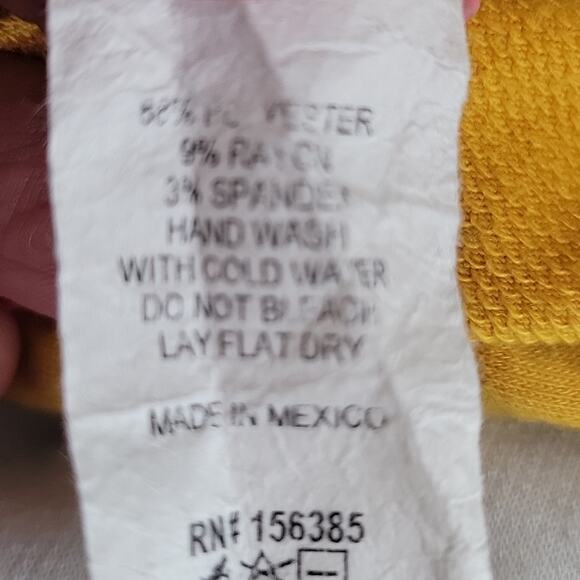 POLYESTER
9% RAYON
3% SPANDEX
HAND WASH
WITH COLD WATER
DO NOT BLEACH
LAY FLAT DRY
MADE IN MEXICO
RN# 156385